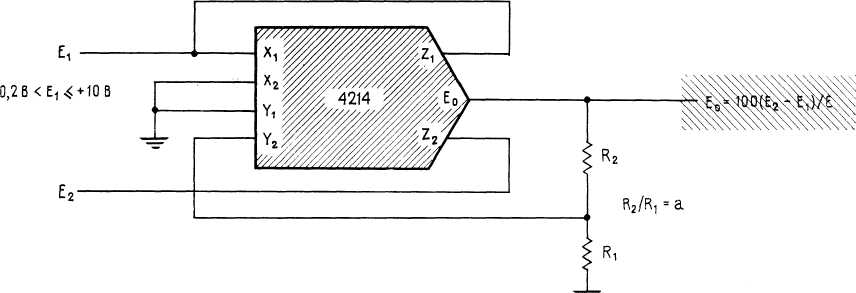 E₁
0,2 В < E₁ ⩽ +10 В
E₂
X₁
X₂
Y₁
Y₂
4214
Z₁
E₀
Z₂
E₀ = 100(E₂ − E₁)/E
R₂
R₂/R₁ = a
R₁